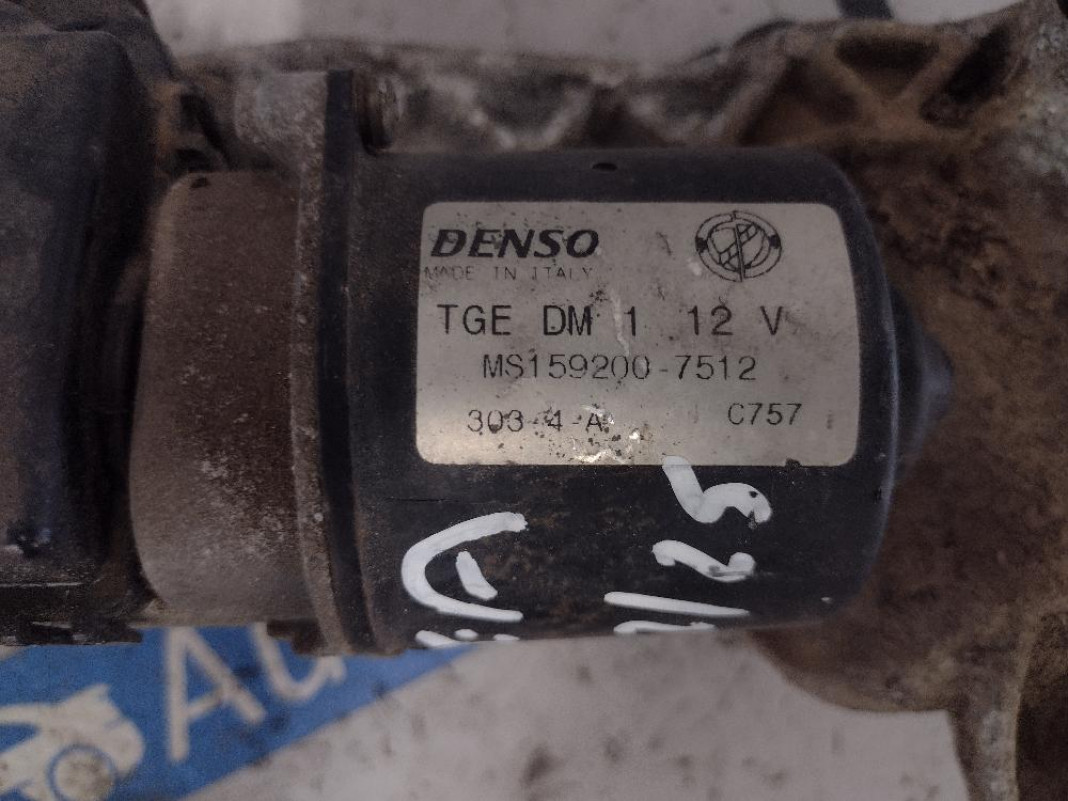 DENSO
MADE IN ITALY
TGE DM 1 12 V
MS159200-7512
303-4-A
C757